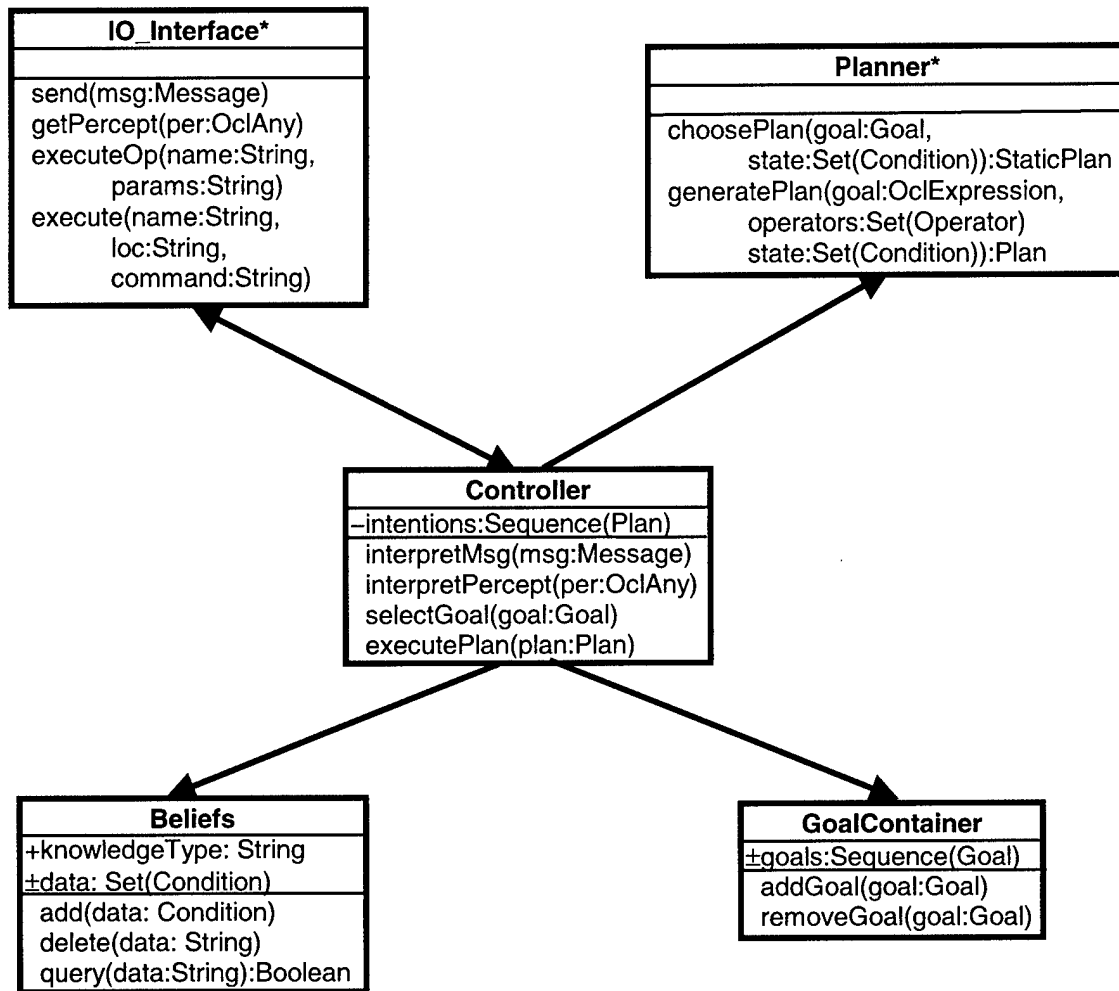 IO_Interface*
send(msg:Message)
getPercept(per:OclAny)
executeOp(name:String,
params:String)
execute(name:String,
loc:String,
command:String)
Planner*
choosePlan(goal:Goal,
state:Set(Condition)):StaticPlan
generatePlan(goal:OclExpression,
operators:Set(Operator)
state:Set(Condition)):Plan
Controller
–intentions:Sequence(Plan)
interpretMsg(msg:Message)
interpretPercept(per:OclAny)
selectGoal(goal:Goal)
executePlan(plan:Plan)
Beliefs
+knowledgeType: String
±data: Set(Condition)
add(data: Condition)
delete(data: String)
query(data:String):Boolean
GoalContainer
±goals:Sequence(Goal)
addGoal(goal:Goal)
removeGoal(goal:Goal)